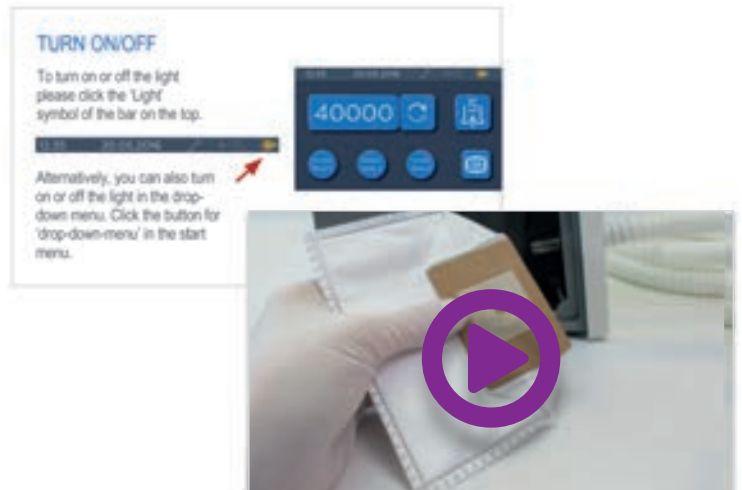 TURN ON/OFF
To turn on or off the light
please click the 'Light'
symbol of the bar on the top.
Alternatively, you can also turn
on or off the light in the drop-
down menu. Click the button for
'drop-down-menu' in the start
menu.
40000